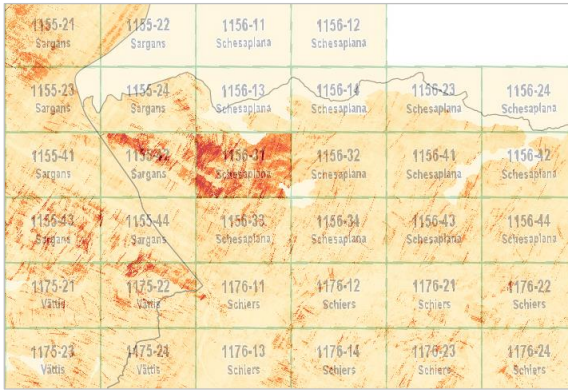 1155-21 1155-22 1156-11 1156-12
Sargans Sargans Schesaplana Schesaplana
1155-23 1155-24 1156-13 1156-14 1156-23 1156-24
Sargans Sargans Schesaplana Schesaplana Schesaplana Schesaplana
1155-41 1155-42 1156-31 1156-32 1156-41 1156-42
Sargans Sargans Schesaplana Schesaplana Schesaplana Schesaplana
1155-43 1155-44 1156-33 1156-34 1156-43 1156-44
Sargans Sargans Schesaplana Schesaplana Schesaplana Schesaplana
1175-21 1175-22 1176-11 1176-12 1176-21 1176-22
Vättis Vättis Schiers Schiers Schiers Schiers
1175-23 1175-24 1176-13 1176-14 1176-23 1176-24
Vättis Vättis Schiers Schiers Schiers Schiers